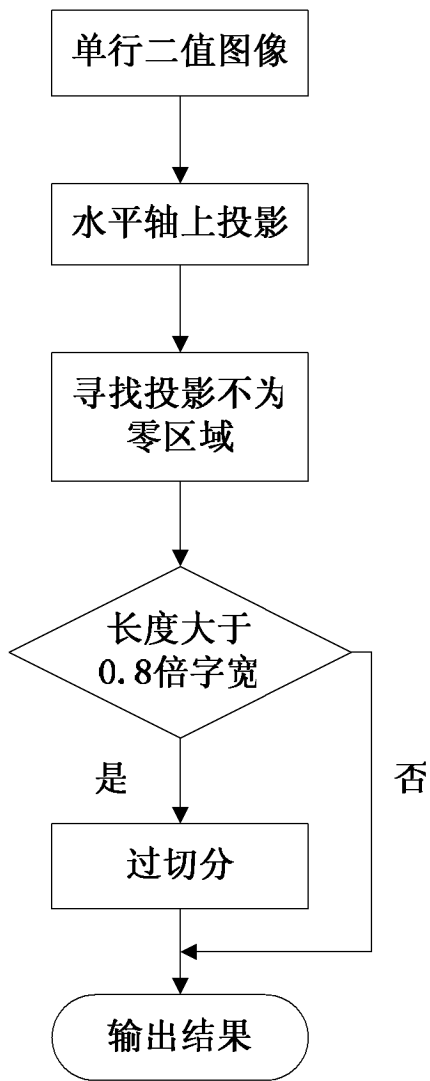 单行二值图像
水平轴上投影
寻找投影不为
零区域
长度大于
0.8倍字宽
是
否
过切分
输出结果